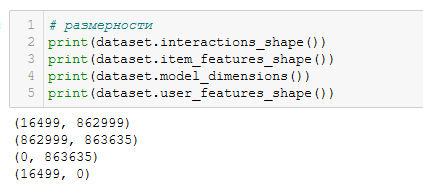 1 # размерности
2 print(dataset.interactions_shape())
3 print(dataset.item_features_shape())
4 print(dataset.model_dimensions())
5 print(dataset.user_features_shape())
(16499, 862999)
(862999, 863635)
(0, 863635)
(16499, 0)